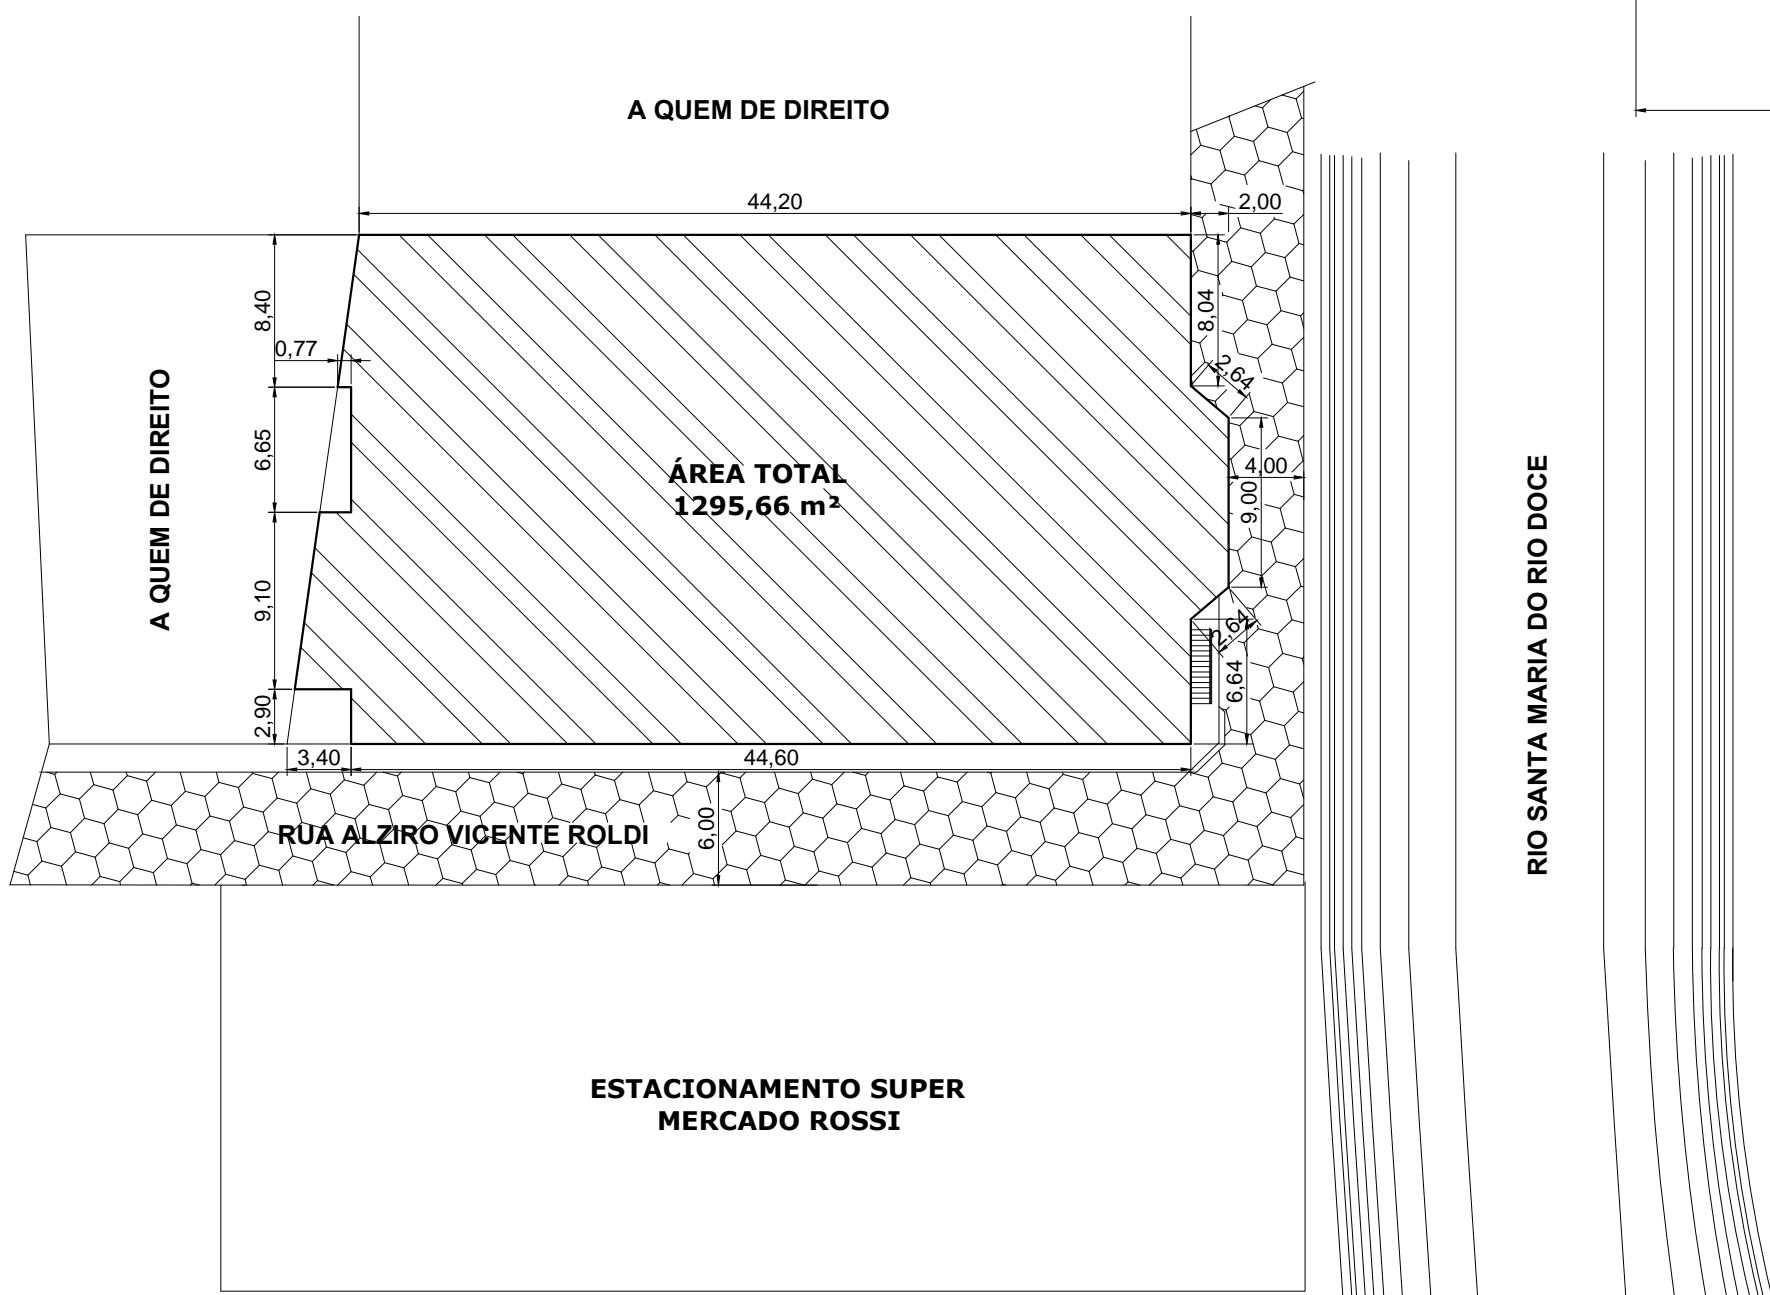 A QUEM DE DIREITO
44,20
2,00
8,40
8,04
0,77
2,64
A QUEM DE DIREITO
6,65
ÁREA TOTAL
1295,66 m²
4,00
9,00
RIO SANTA MARIA DO RIO DOCE
9,10
2,64
6,64
2,90
3,40
44,60
RUA ALZIRO VICENTE ROLDI
6,00
ESTACIONAMENTO SUPER
MERCADO ROSSI